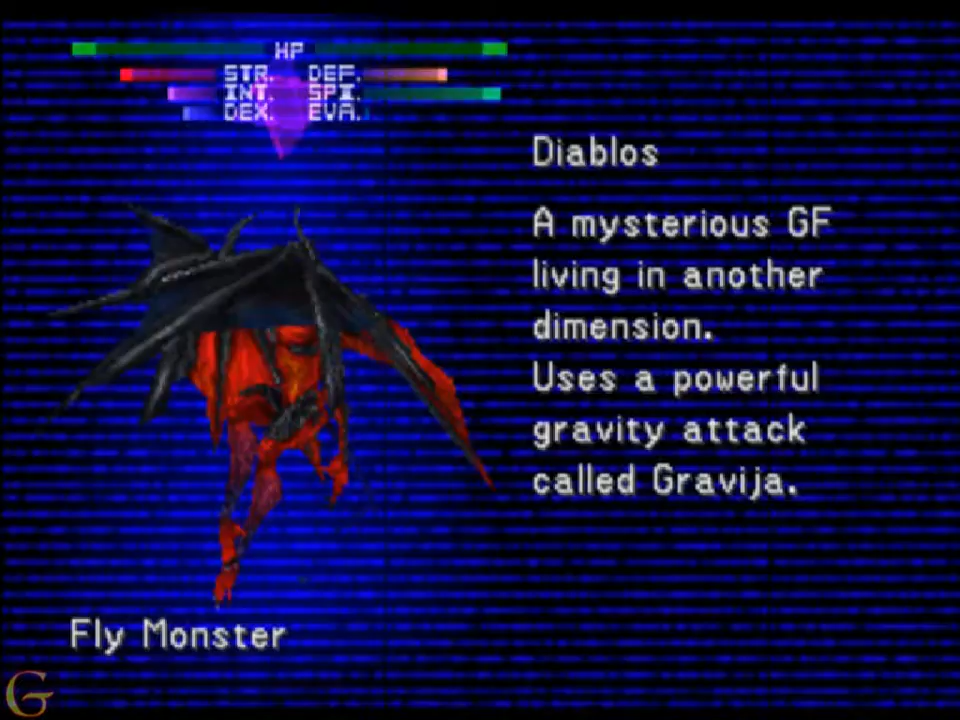 HP
STR. DEF.
INT. SPI.
DEX. EVA.
Diablos
A mysterious GF
living in another
dimension.
Uses a powerful
gravity attack
called Gravija.
Fly Monster
G